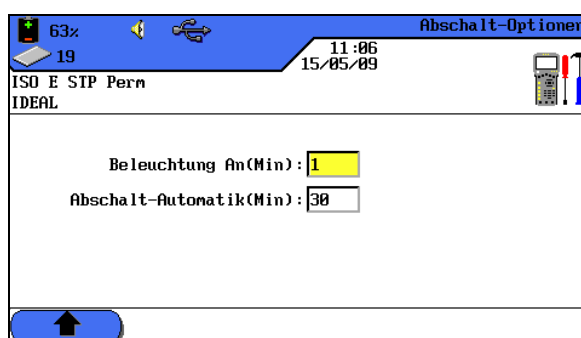 63% Abschalt-Optionen
19 11:06
15/05/09
ISO E STP Perm
IDEAL
Beleuchtung An(Min): 1
Abschalt-Automatik(Min): 30